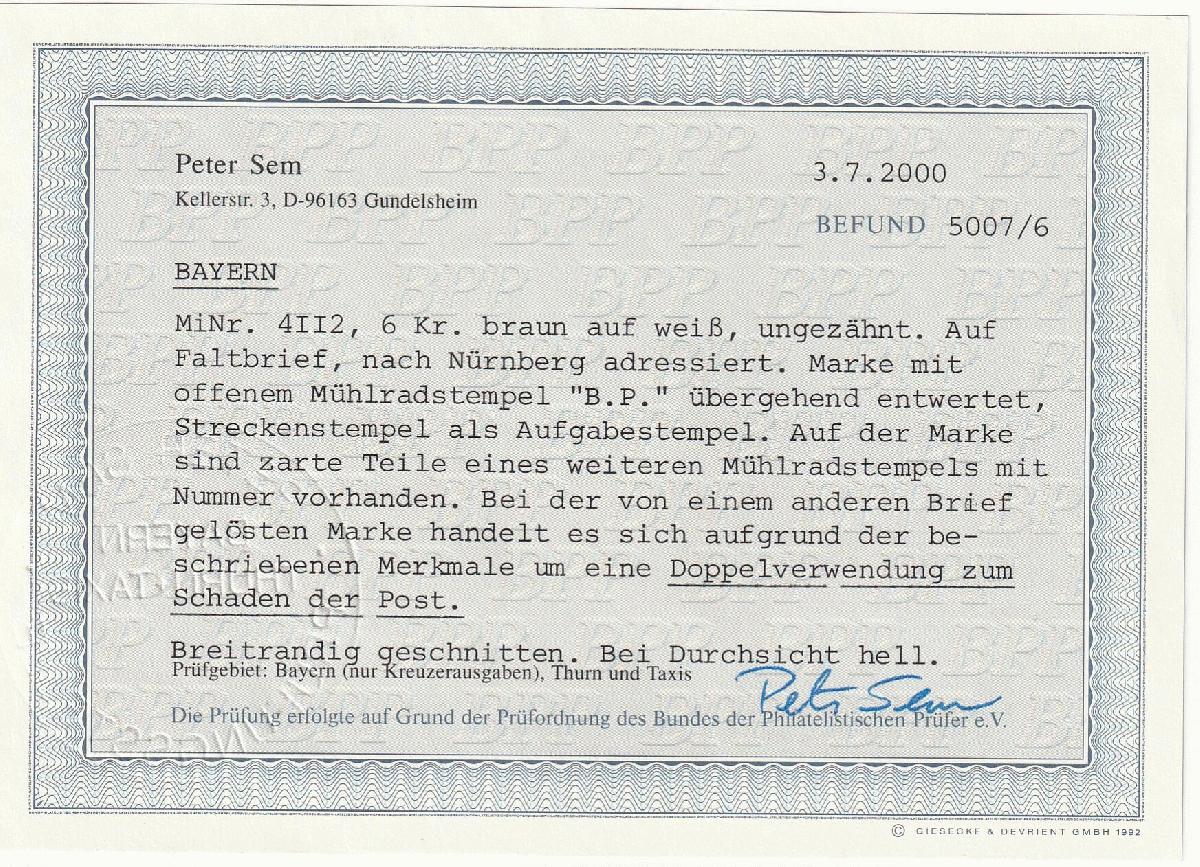 Peter Sem
Kellerstr. 3, D-96163 Gundelsheim
3.7.2000
BEFUND 5007/6
BAYERN
MiNr. 4II2, 6 Kr. braun auf weiß, ungezähnt. Auf
Faltbrief, nach Nürnberg adressiert. Marke mit
offenem Mühlradstempel "B.P." übergehend entwertet,
Streckenstempel als Aufgabestempel. Auf der Marke
sind zarte Teile eines weiteren Mühlradstempels mit
Nummer vorhanden. Bei der von einem anderen Brief
gelösten Marke handelt es sich aufgrund der be-
schriebenen Merkmale um eine Doppelverwendung zum
Schaden der Post.
Breitrandig geschnitten. Bei Durchsicht hell.
Prüfgebiet: Bayern (nur Kreuzerausgaben), Thurn und Taxis
Peter Sem
Die Prüfung erfolgte auf Grund der Prüfordnung des Bundes der Philatelistischen Prüfer e.V.
© GIESECKE & DEVRIENT GMBH 1992